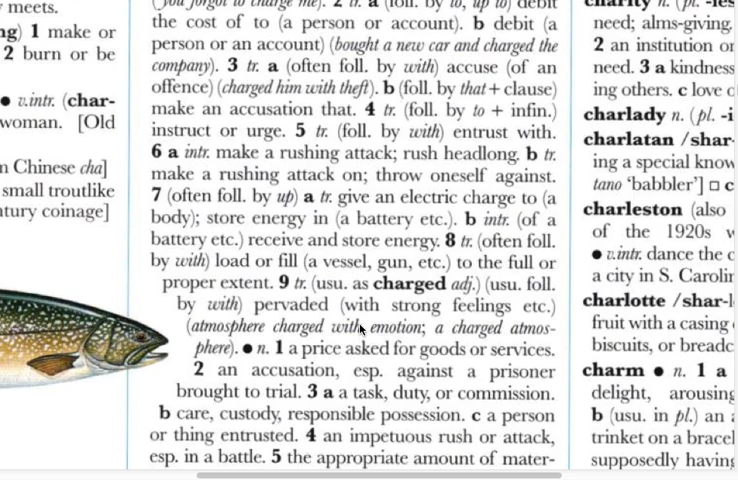 meets.
ng) 1 make or
2 burn or be
● v.intr. (char-
woman. [Old
n Chinese cha]
small troutlike
ntury coinage]
(you forgot to charge me). 2 tr. a (foll. by to, up to) debit
the cost of to (a person or account). b debit (a
person or an account) (bought a new car and charged the
company). 3 tr. a (often foll. by with) accuse (of an
offence) (charged him with theft). b (foll. by that + clause)
make an accusation that. 4 tr. (foll. by to + infin.)
instruct or urge. 5 tr. (foll. by with) entrust with.
6 a intr. make a rushing attack; rush headlong. b tr.
make a rushing attack on; throw oneself against.
7 (often foll. by up) a tr. give an electric charge to (a
body); store energy in (a battery etc.). b intr. (of a
battery etc.) receive and store energy. 8 tr. (often foll.
by with) load or fill (a vessel, gun, etc.) to the full or
proper extent. 9 tr. (usu. as charged adj.) (usu. foll.
by with) pervaded (with strong feelings etc.)
(atmosphere charged with emotion; a charged atmos-
phere). ● n. 1 a price asked for goods or services.
2 an accusation, esp. against a prisoner
brought to trial. 3 a a task, duty, or commission.
b care, custody, responsible possession. c a person
or thing entrusted. 4 an impetuous rush or attack,
esp. in a battle. 5 the appropriate amount of mater-
charity n. (pl. -ies
need; alms-giving.
2 an institution or
need. 3 a kindness
ing others. c love
charlady n. (pl. -i
charlatan /shar-
ing a special know
tano ‘babbler’] □ c
charleston (also
of the 1920s w
● v.intr. dance the c
a city in S. Carolin
charlotte /shar-l
fruit with a casing
biscuits, or breadc
charm ● n. 1 a
delight, arousing
b (usu. in pl.) an
trinket on a bracel
supposedly having